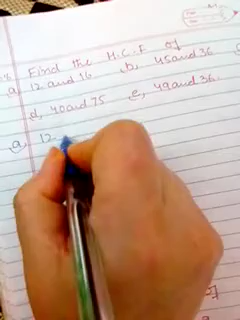 Find the H.C.F of
a, 12 and 16 b, 45 and 36
d, 40 and 75 e, 49 and 36.
a, 12